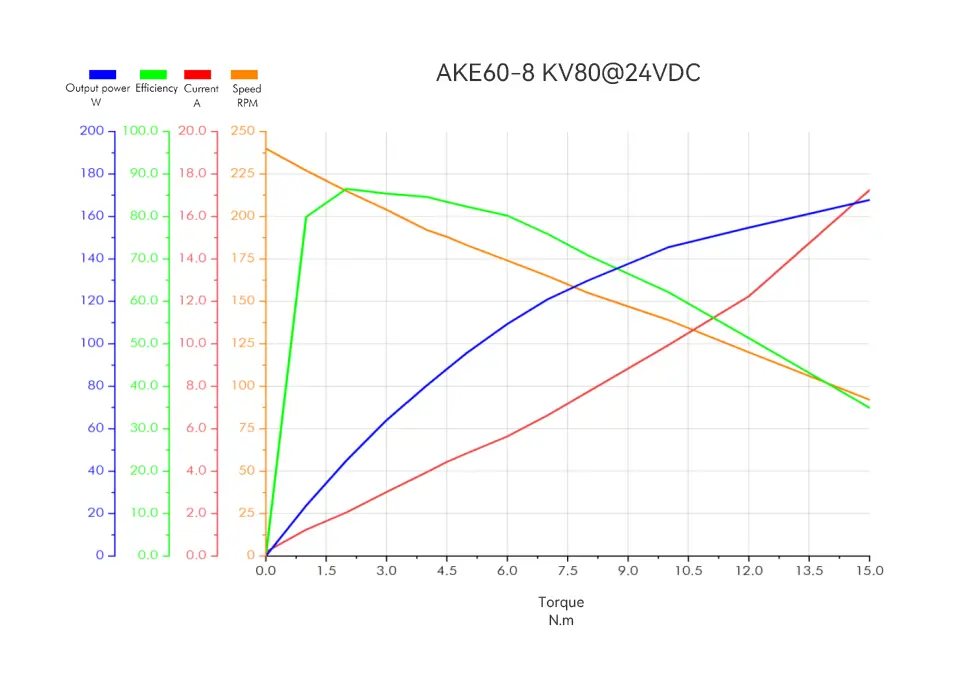 AKE60-8 KV80@24VDC
Output power Efficiency Current Speed
W A RPM
200 100.0 20.0 250
180 90.0 18.0 225
160 80.0 16.0 200
140 70.0 14.0 175
120 60.0 12.0 150
100 50.0 10.0 125
80 40.0 8.0 100
60 30.0 6.0 75
40 20.0 4.0 50
20 10.0 2.0 25
0 0.0 0.0 0
0.0 1.5 3.0 4.5 6.0 7.5 9.0 10.5 12.0 13.5 15.0
Torque
N.m